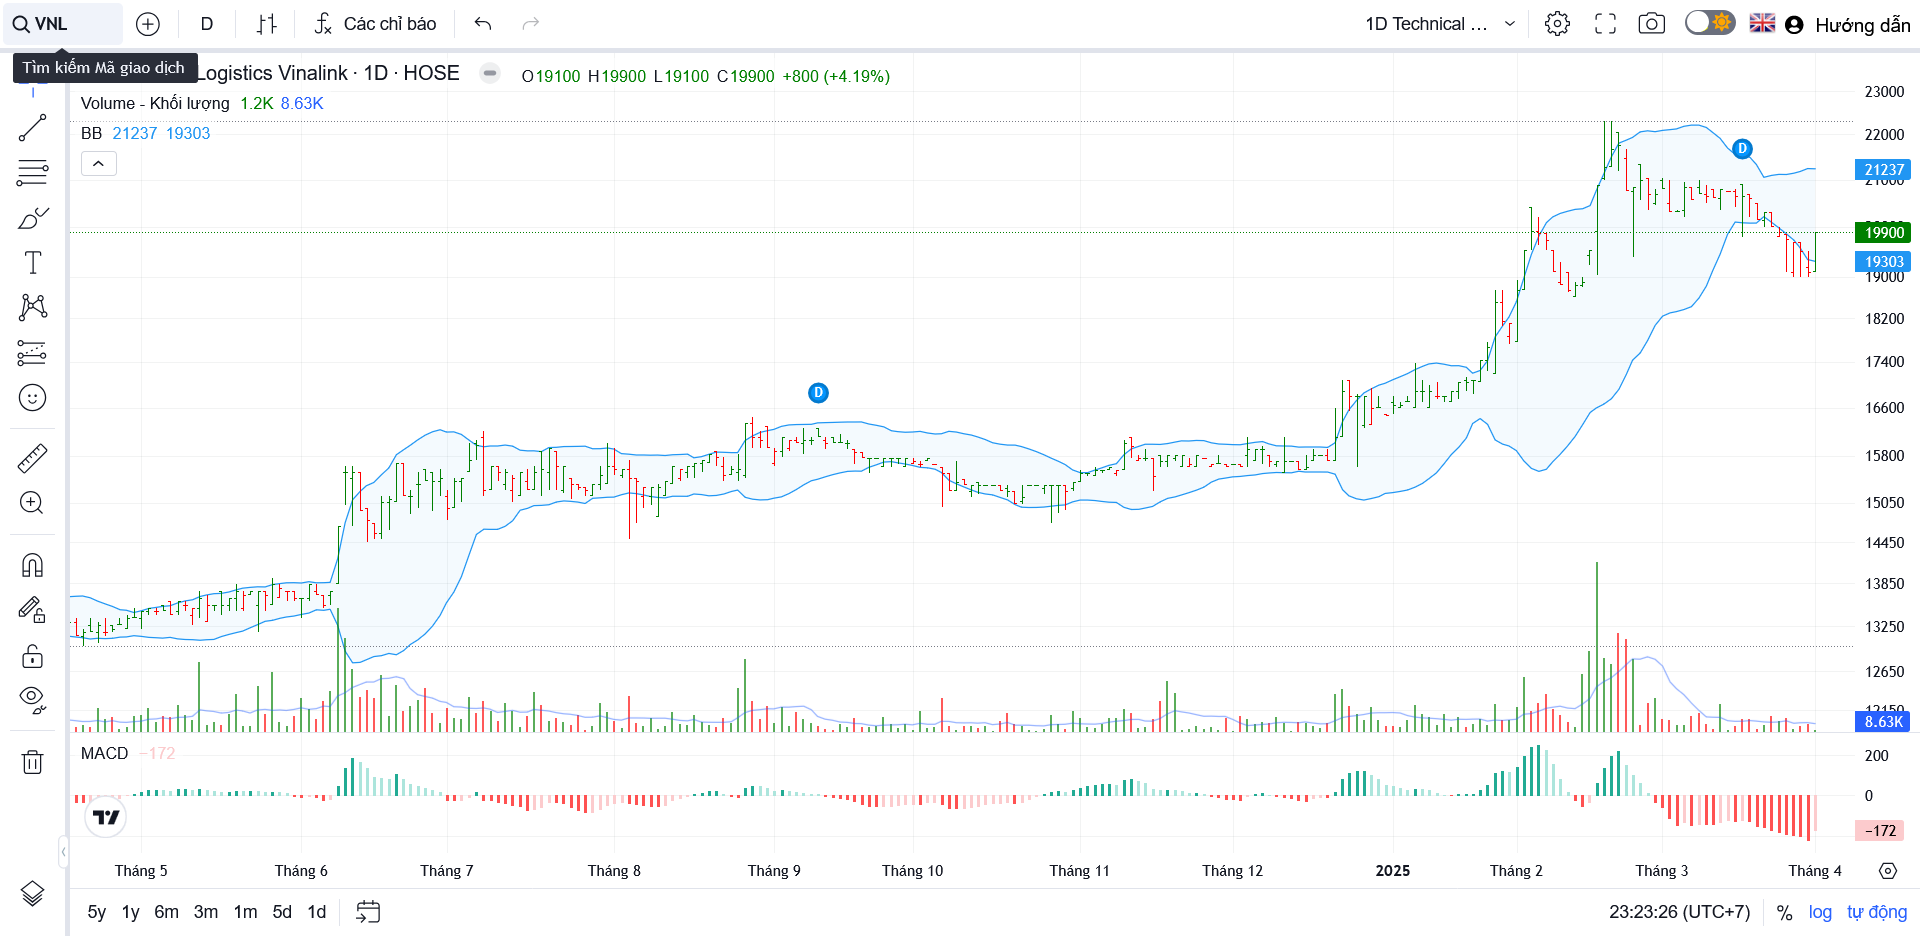 VNL
D
Các chỉ báo
1D Technical ...
Hướng dẫn
Tìm kiếm Mã giao dịch
Logistics Vinalink · 1D · HOSE
O19100 H19900 L19100 C19900 +800 (+4.19%)
Volume - Khối lượng 1.2K 8.63K
BB 21237 19303
D
D
23000
22000
21237
21000
19900
19303
19000
18200
17400
16600
15800
15050
14450
13850
13250
12650
12150
8.63K
MACD −172
200
0
−172
Tháng 5 Tháng 6 Tháng 7 Tháng 8 Tháng 9 Tháng 10 Tháng 11 Tháng 12 2025 Tháng 2 Tháng 3 Tháng 4
5y 1y 6m 3m 1m 5d 1d
23:23:26 (UTC+7) % log tự động